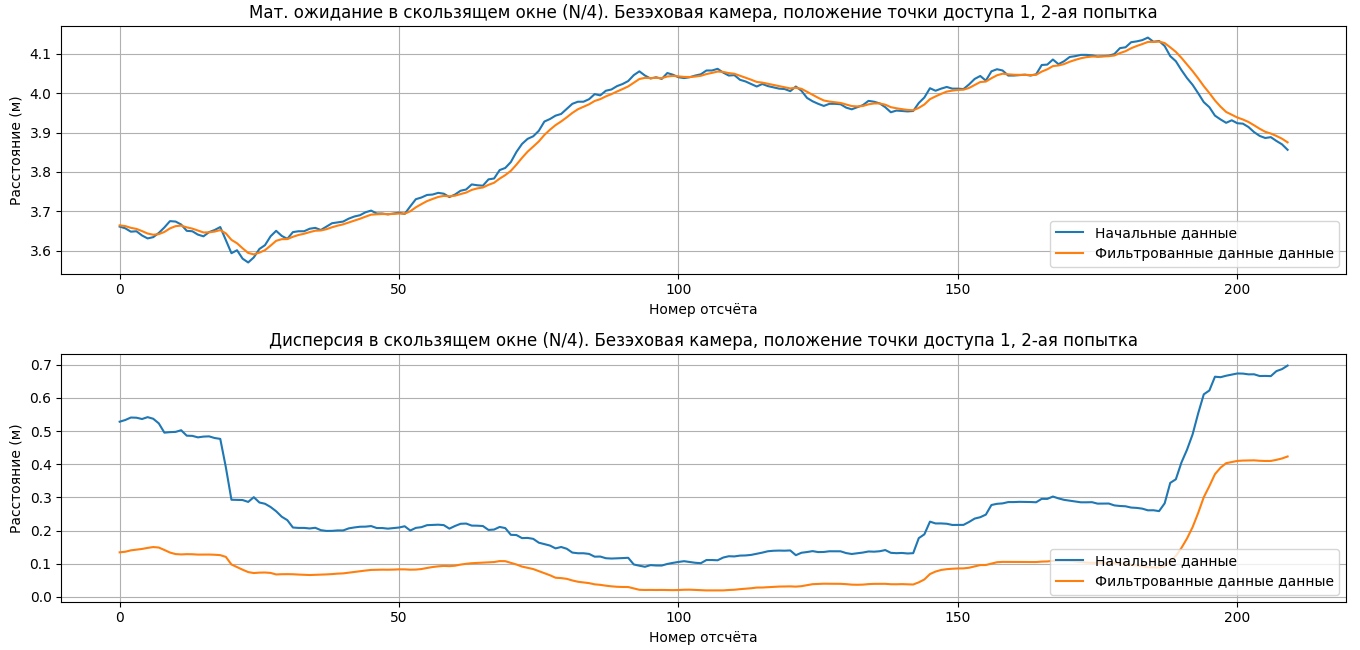 Мат. ожидание в скользящем окне (N/4). Безэховая камера, положение точки доступа 1, 2-ая попытка
Расстояние (м)
4.1
4.0
3.9
3.8
3.7
3.6
Начальные данные
Фильтрованные данные данные
0 50 100 150 200
Номер отсчёта
Дисперсия в скользящем окне (N/4). Безэховая камера, положение точки доступа 1, 2-ая попытка
Расстояние (м)
0.7
0.6
0.5
0.4
0.3
0.2
0.1
0.0
Начальные данные
Фильтрованные данные данные
0 50 100 150 200
Номер отсчёта